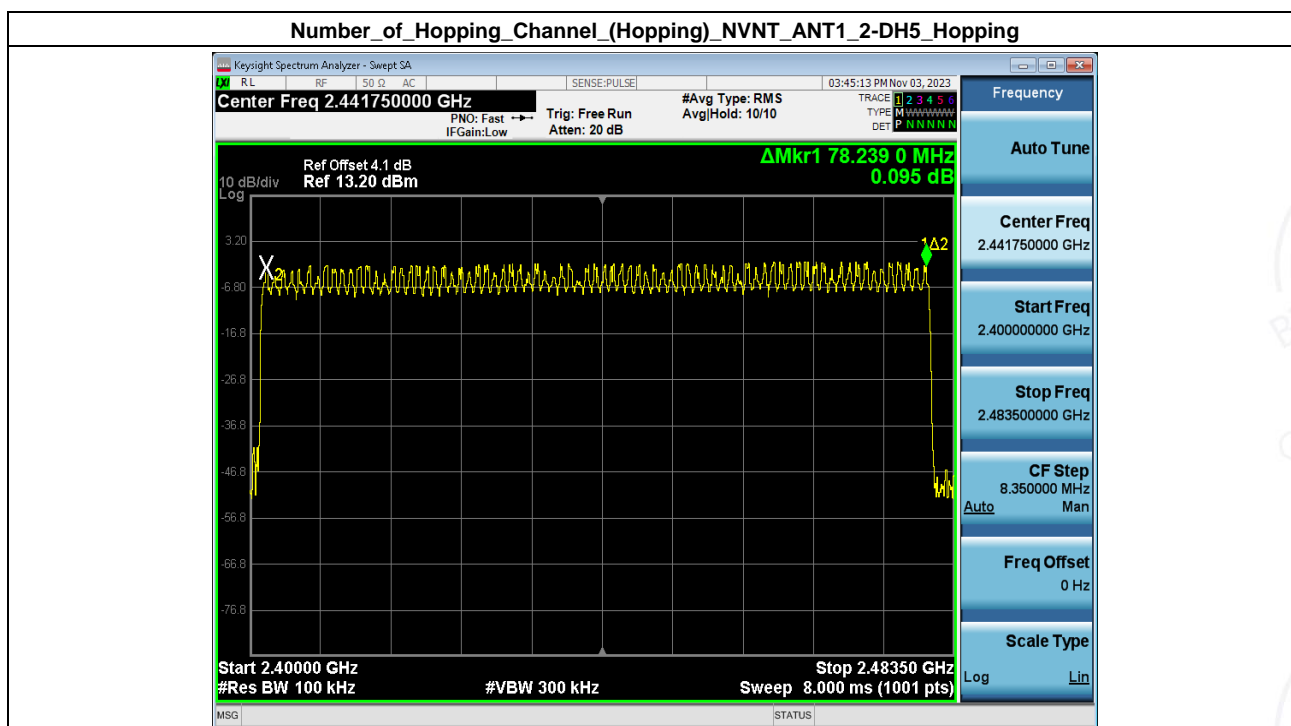 Number_of_Hopping_Channel_(Hopping)_NVNT_ANT1_2-DH5_Hopping
Keysight Spectrum Analyzer - Swept SA
LXI RL RF 50 Ω AC SENSE:PULSE 03:45:13 PM Nov 03, 2023
Center Freq 2.441750000 GHz
PNO: Fast
IFGain:Low
Trig: Free Run
Atten: 20 dB
#Avg Type: RMS
Avg|Hold: 10/10
TRACE 1 2 3 4 5 6
TYPE M WWWWW
DET P N N N N N
ΔMkr1 78.239 0 MHz
0.095 dB
Ref Offset 4.1 dB
10 dB/div Ref 13.20 dBm
Log
3.20
-6.80
-16.8
-26.8
-36.8
-46.8
-56.8
-66.8
-76.8
2
1Δ2
Start 2.40000 GHz
Stop 2.48350 GHz
#Res BW 100 kHz
#VBW 300 kHz
Sweep 8.000 ms (1001 pts)
MSG
STATUS
Frequency
Auto Tune
Center Freq
2.441750000 GHz
Start Freq
2.400000000 GHz
Stop Freq
2.483500000 GHz
CF Step
8.350000 MHz
Auto Man
Freq Offset
0 Hz
Scale Type
Log Lin